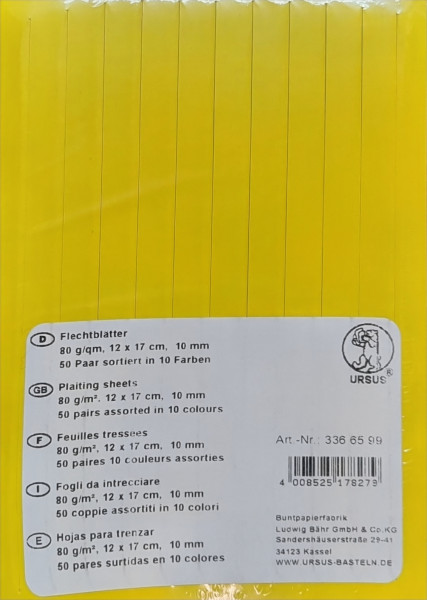 D Flechtblätter
80 g/qm, 12 x 17 cm, 10 mm
50 Paar sortiert in 10 Farben
GB Plaiting sheets
80 g/m², 12 x 17 cm, 10 mm
50 pairs assorted in 10 colours
F Feuilles tressees
80 g/m², 12 x 17 cm, 10 mm
50 paires 10 couleurs assorties
I Fogli da intrecciare
80 g/m², 12 x 17 cm, 10 mm
50 coppie assortiti in 10 colori
E Hojas para trenzar
80 g/m², 12 x 17 cm, 10 mm
50 pares surtidas en 10 colores
URSUS®
Art.-Nr.: 336 65 99
4 008525 178279
Buntpapierfabrik
Ludwig Bähr GmbH & Co.KG
Sandershäuserstraße 29-41
34123 Kassel
WWW.URSUS-BASTELN.DE